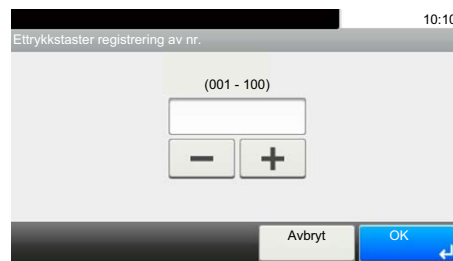 10:10
Ettrykkstaster registrering av nr.
(001 - 100)
Avbryt
OK